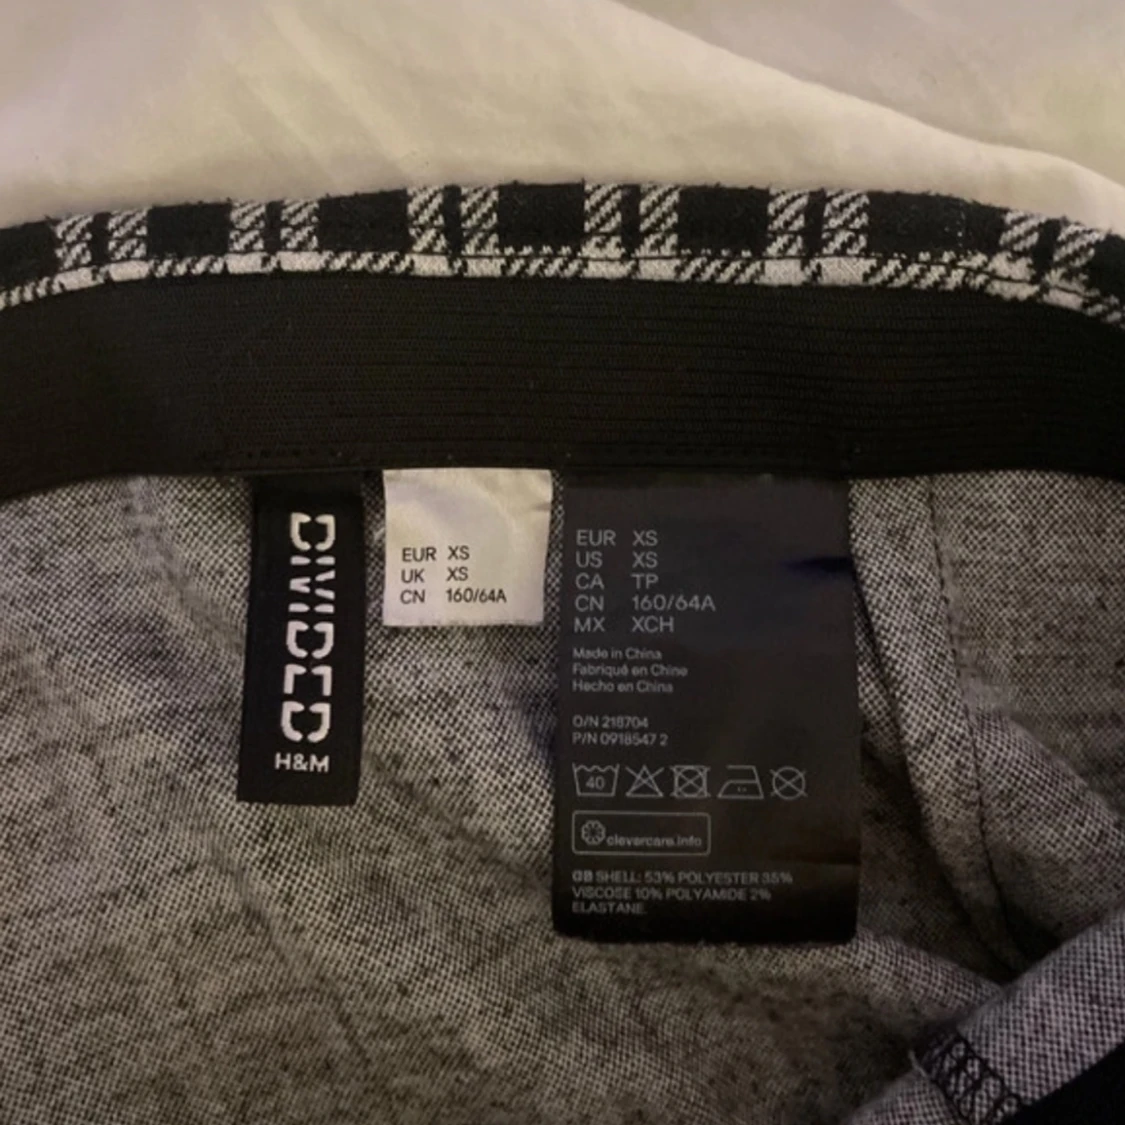 DIVIDED
H&M
EUR XS
UK XS
CN 160/64A
EUR XS
US XS
CA TP
CN 160/64A
MX XCH
Made in China
Fabriqué en Chine
Hecho en China
O/N 218704
P/N 0918547 2
40
clevercare.info
GB SHELL: 53% POLYESTER 35%
VISCOSE 10% POLYAMIDE 2%
ELASTANE